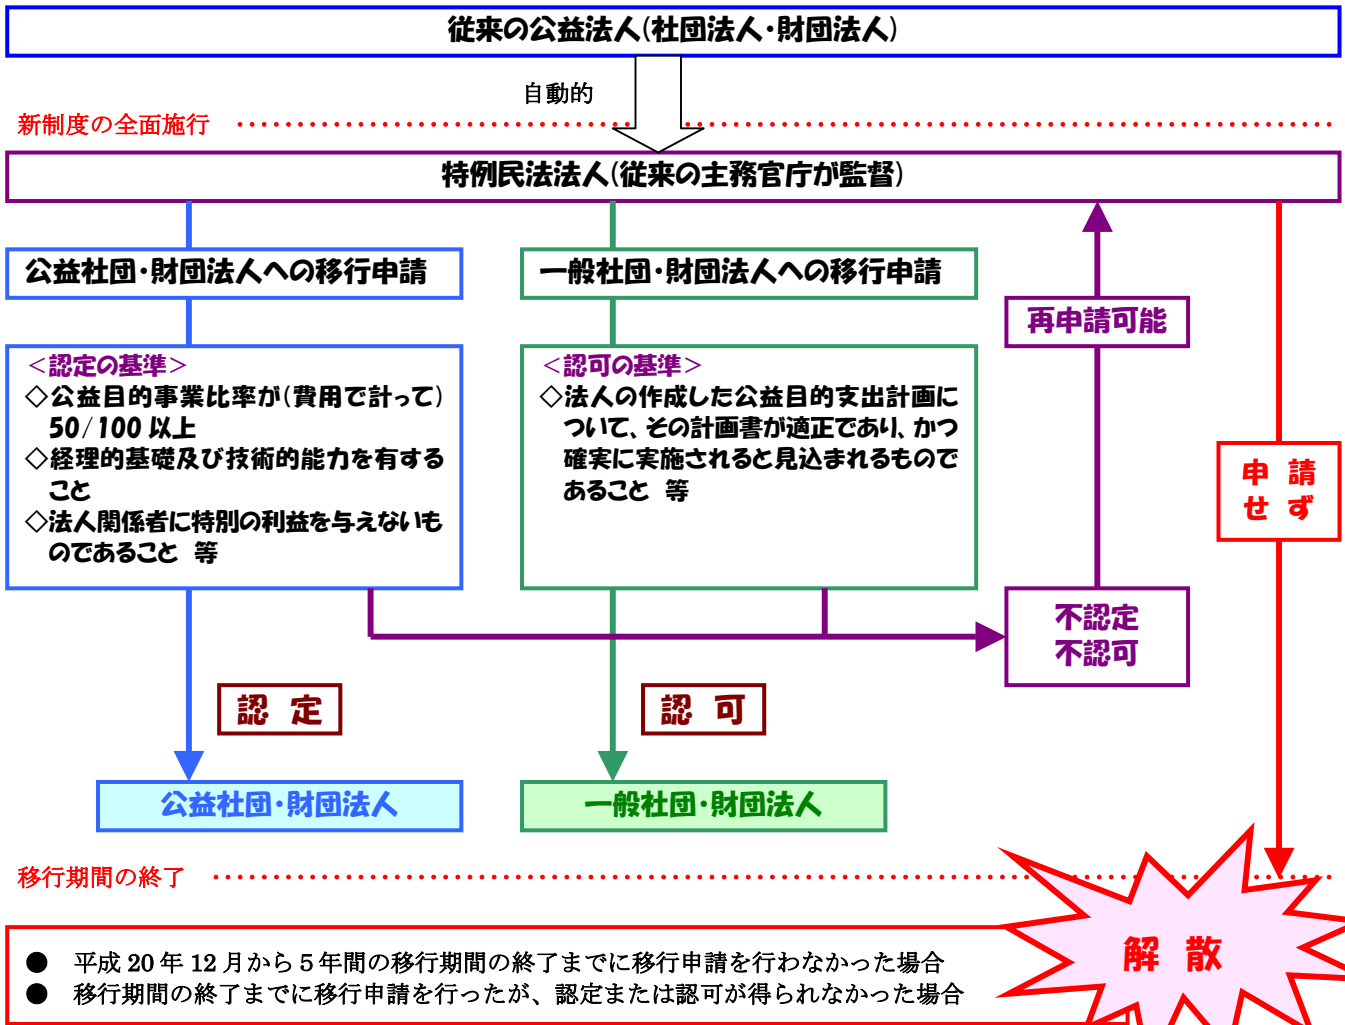 従来の公益法人(社団法人・財団法人)
自動的
新制度の全面施行
特例民法法人(従来の主務官庁が監督)
公益社団・財団法人への移行申請
一般社団・財団法人への移行申請
再申請可能
<認定の基準>
◇公益目的事業比率が(費用で計って)
50/100 以上
◇経理的基礎及び技術的能力を有する
こと
◇法人関係者に特別の利益を与えないも
のであること 等
<認可の基準>
◇法人の作成した公益目的支出計画に
ついて、その計画書が適正であり、かつ
確実に実施されると見込まれるもので
あること 等
申 請
せ ず
不認定
不認可
認 定
認 可
公益社団・財団法人
一般社団・財団法人
移行期間の終了
● 平成 20 年 12 月から5年間の移行期間の終了までに移行申請を行わなかった場合
● 移行期間の終了までに移行申請を行ったが、認定または認可が得られなかった場合
解 散